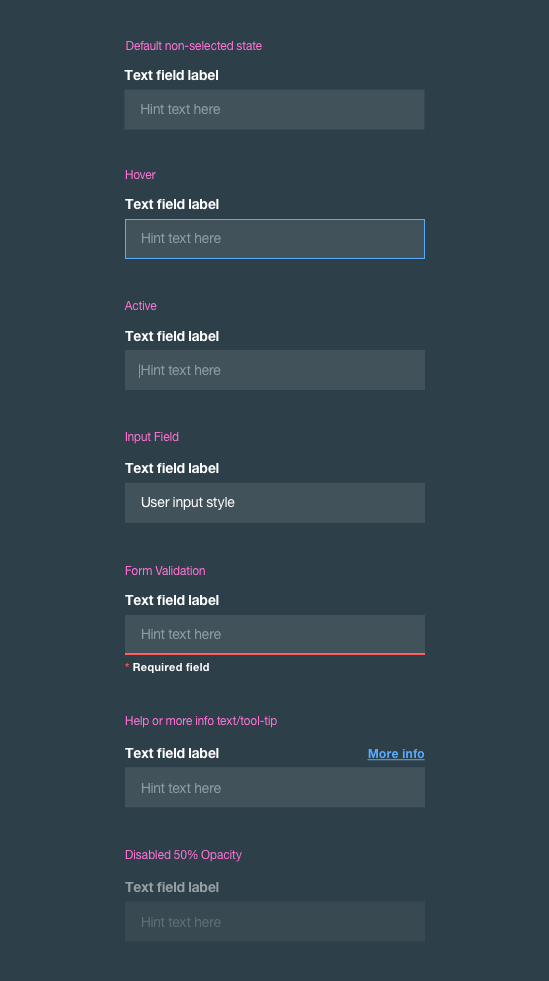 Default non-selected state
Text field label
Hint text here
Hover
Text field label
Hint text here
Active
Text field label
Hint text here
Input Field
Text field label
User input style
Form Validation
Text field label
Hint text here
* Required field
Help or more info text/tool-tip
Text field label More info
Hint text here
Disabled 50% Opacity
Text field label
Hint text here